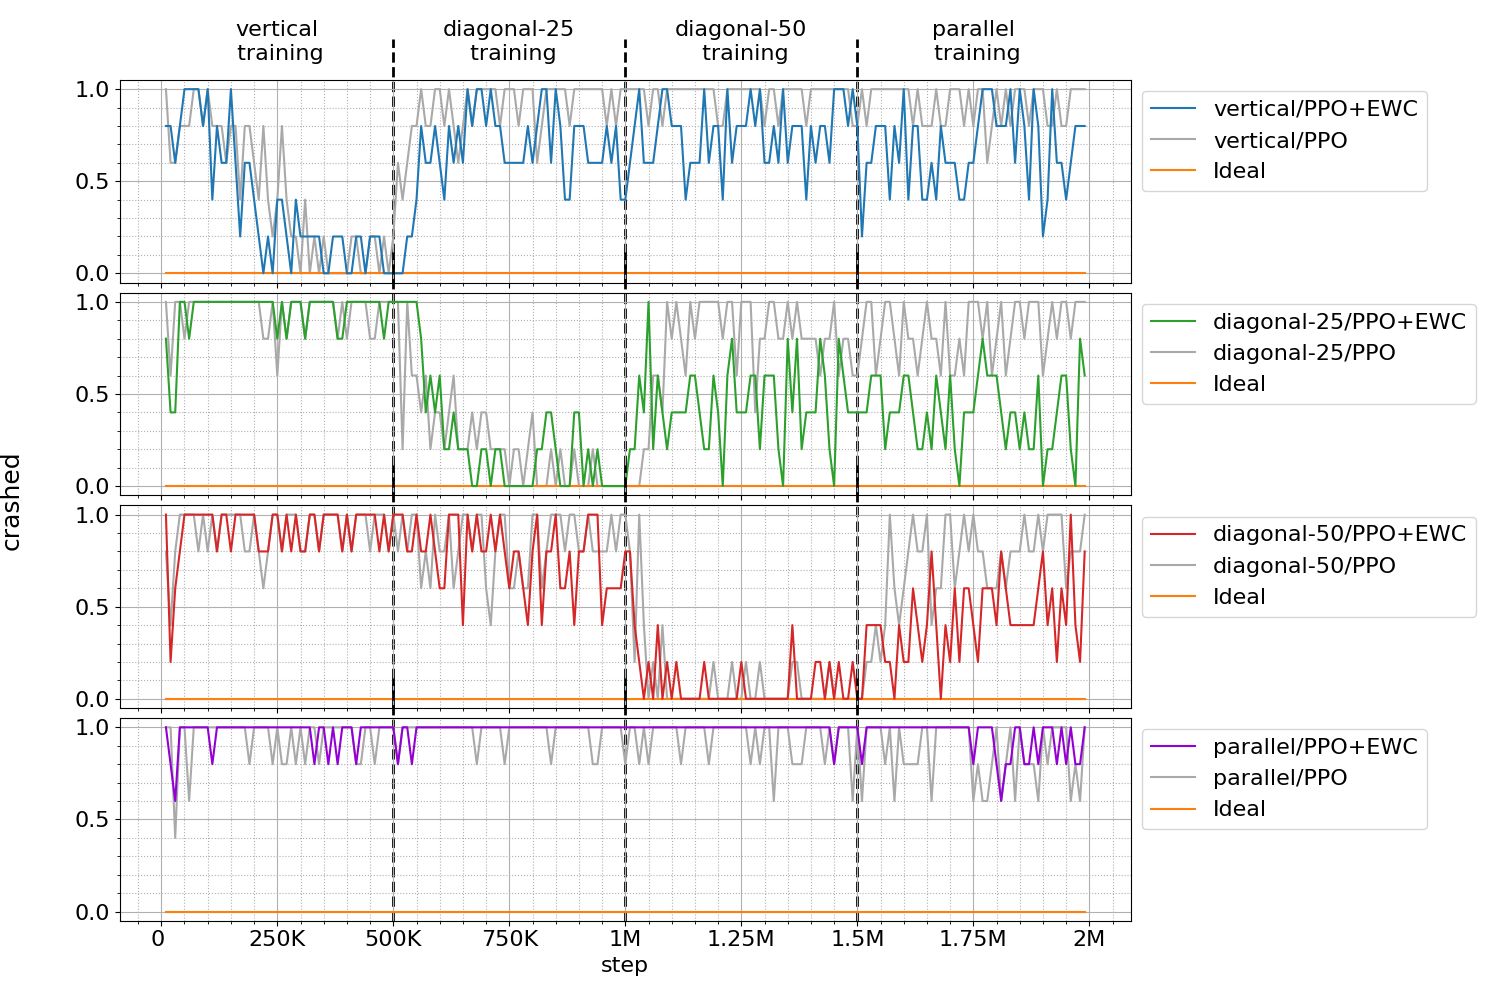 vertical
training
diagonal-25
training
diagonal-50
training
parallel
training
1.0
0.5
0.0
vertical/PPO+EWC
vertical/PPO
Ideal
1.0
0.5
0.0
diagonal-25/PPO+EWC
diagonal-25/PPO
Ideal
crashed
1.0
0.5
0.0
diagonal-50/PPO+EWC
diagonal-50/PPO
Ideal
1.0
0.5
0.0
parallel/PPO+EWC
parallel/PPO
Ideal
0 250K 500K 750K 1M 1.25M 1.5M 1.75M 2M
step